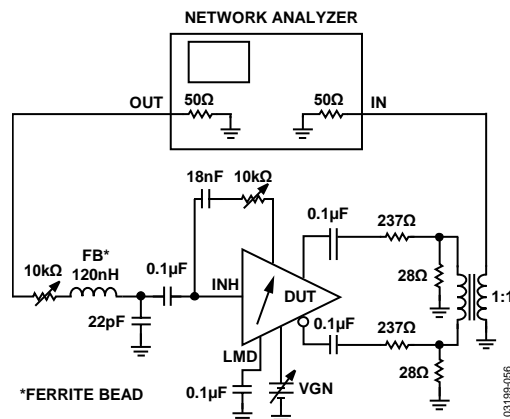 NETWORK ANALYZER
OUT
50Ω
50Ω
IN
18nF
10kΩ
0.1µF
237Ω
FB*
120nH
10kΩ
0.1µF
INH
DUT
28Ω
1:1
22pF
0.1µF
237Ω
LMD
28Ω
0.1µF
VGN
*FERRITE BEAD
03199-056